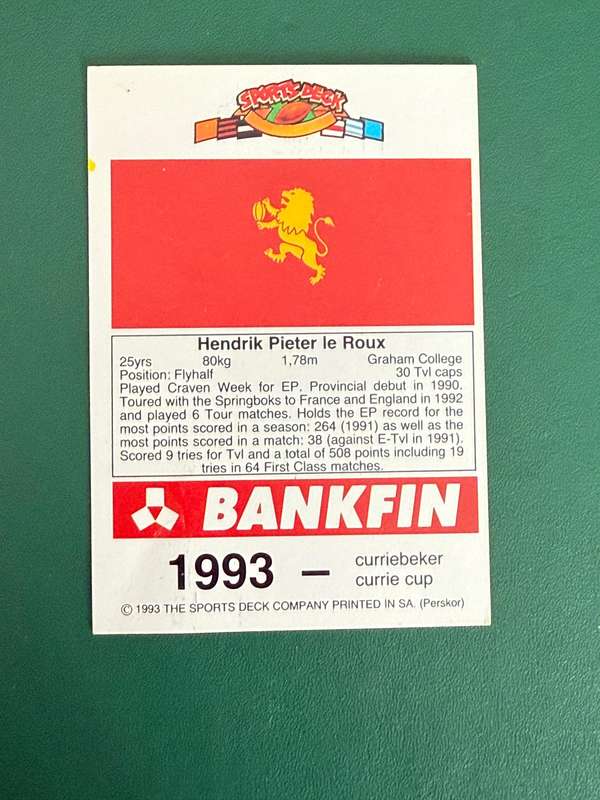 SPORTS DECK
Hendrik Pieter le Roux
25yrs 80kg 1,78m Graham College
Position: Flyhalf 30 Tvl caps
Played Craven Week for EP. Provincial debut in 1990.
Toured with the Springboks to France and England in 1992
and played 6 Tour matches. Holds the EP record for the
most points scored in a season: 264 (1991) as well as the
most points scored in a match: 38 (against E-Tvl in 1991).
Scored 9 tries for Tvl and a total of 508 points including 19
tries in 64 First Class matches.
BANKFIN
1993 – curriebeker
currie cup
© 1993 THE SPORTS DECK COMPANY PRINTED IN SA. (Perskor)